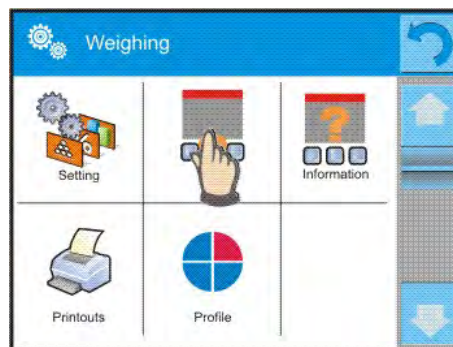 Weighing
Setting
Information
Printouts
Profile